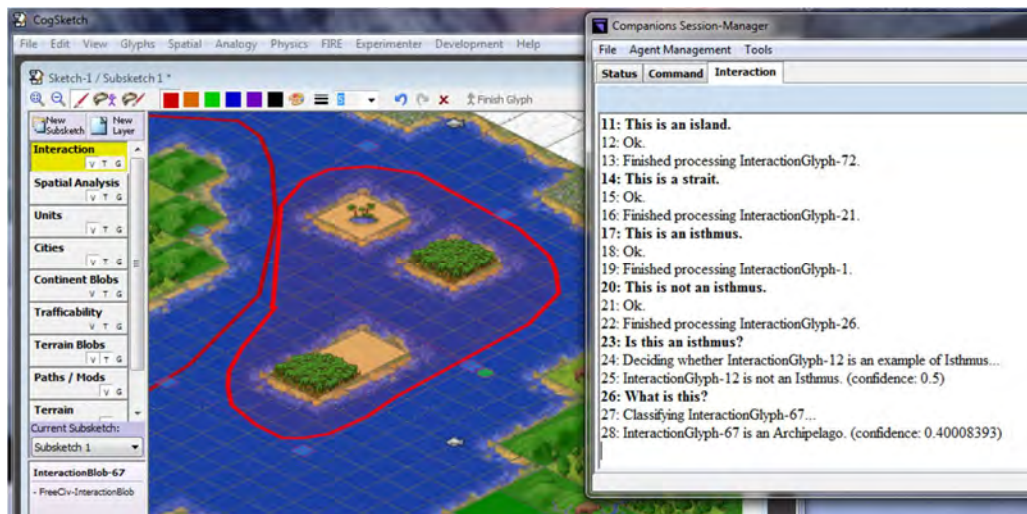 CogSketch
File Edit View Glyphs Spatial Analogy Physics FIRE Experimenter Development Help
Sketch-1 / Subsketch 1 *
5
Finish Glyph
New Subsketch
New Layer
Interaction
V T G
Spatial Analysis
V T G
Units
V T G
Cities
V T G
Continent Blobs
V T G
Trafficability
V T G
Terrain Blobs
V T G
Paths / Mods
V G
Terrain
Current Subsketch:
Subsketch 1
InteractionBlob-67
- FreeCiv-InteractionBlob
Companions Session-Manager
File Agent Management Tools
Status Command Interaction
11: This is an island.
12: Ok.
13: Finished processing InteractionGlyph-72.
14: This is a strait.
15: Ok.
16: Finished processing InteractionGlyph-21.
17: This is an isthmus.
18: Ok.
19: Finished processing InteractionGlyph-1.
20: This is not an isthmus.
21: Ok.
22: Finished processing InteractionGlyph-26.
23: Is this an isthmus?
24: Deciding whether InteractionGlyph-12 is an example of Isthmus...
25: InteractionGlyph-12 is not an Isthmus. (confidence: 0.5)
26: What is this?
27: Classifying InteractionGlyph-67...
28: InteractionGlyph-67 is an Archipelago. (confidence: 0.40008393)